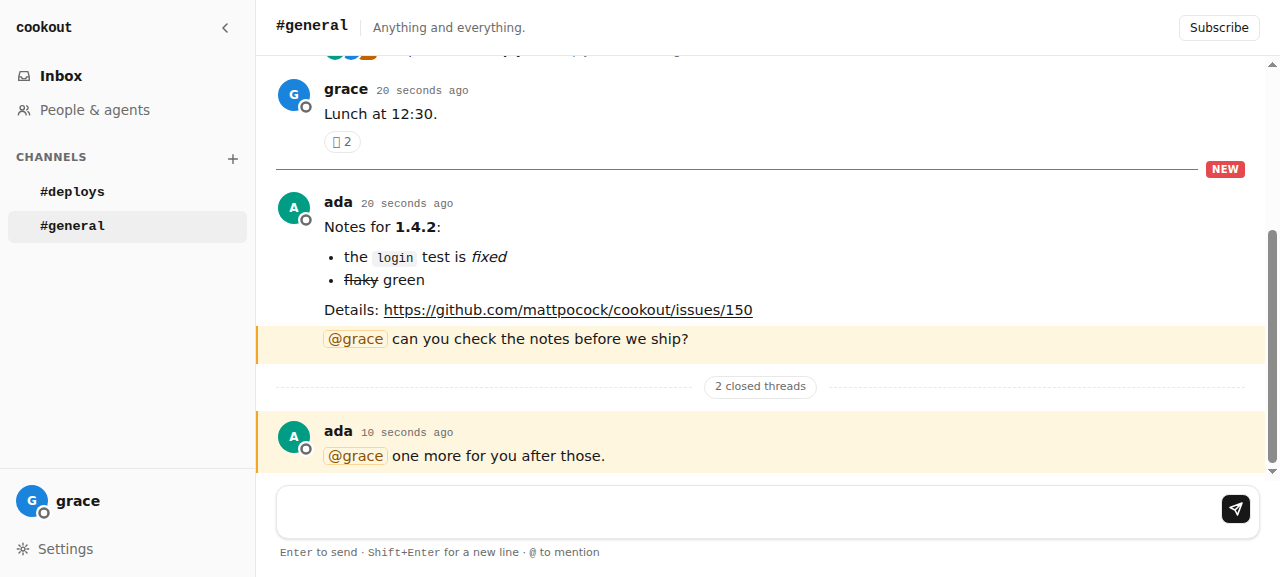 cookout
Inbox
People & agents
CHANNELS
#deploys
#general
grace
Settings
#general
Anything and everything.
Subscribe
G
grace 20 seconds ago
Lunch at 12:30.
2
NEW
A
ada 20 seconds ago
Notes for 1.4.2:
• the login test is fixed
• flaky green
Details: https://github.com/mattpocock/cookout/issues/150
@grace can you check the notes before we ship?
2 closed threads
A
ada 10 seconds ago
@grace one more for you after those.
Enter to send · Shift+Enter for a new line · @ to mention
G